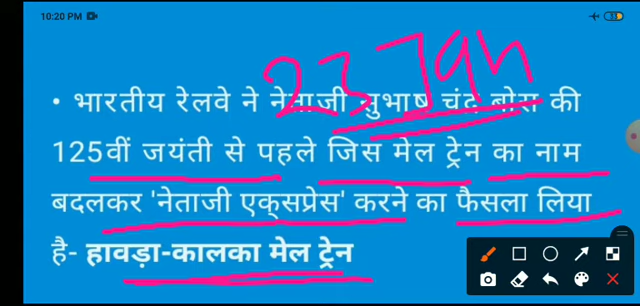 10:20 PM
23 Jan
• भारतीय रेलवे ने नेताजी सुभाष चंद बोस की
125वीं जयंती से पहले जिस मेल ट्रेन का नाम
बदलकर 'नेताजी एक्सप्रेस' करने का फैसला लिया
है- हावड़ा-कालका मेल ट्रेन